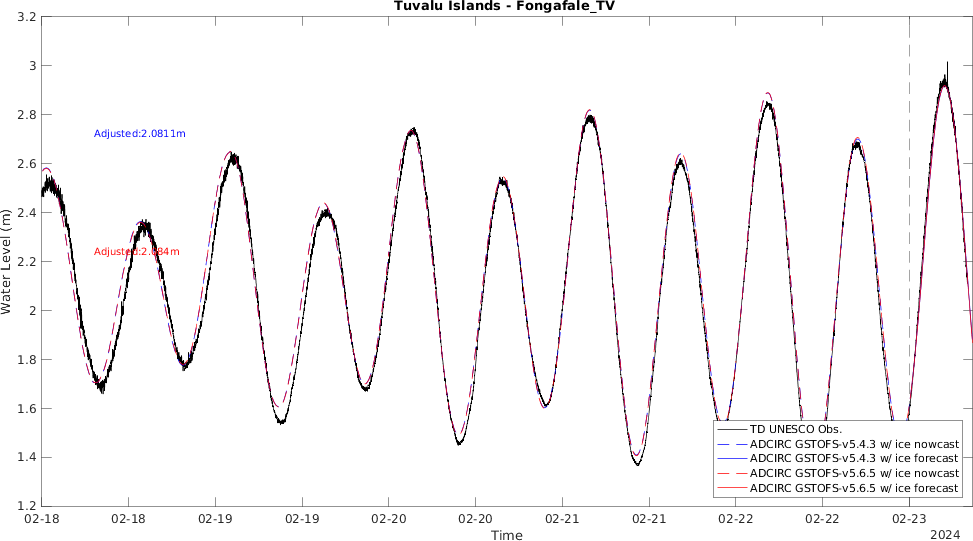 Tuvalu Islands - Fongafale_TV
3.2
3
2.8
2.6
2.4
2.2
2
1.8
1.6
1.4
1.2
Water Level (m)
Adjusted:2.0811m
Adjusted:2.084m
TD UNESCO Obs.
ADCIRC GSTOFS-v5.4.3 w/ ice nowcast
ADCIRC GSTOFS-v5.4.3 w/ ice forecast
ADCIRC GSTOFS-v5.6.5 w/ ice nowcast
ADCIRC GSTOFS-v5.6.5 w/ ice forecast
02-18 02-18 02-19 02-19 02-20 02-20 02-21 02-21 02-22 02-22 02-23
Time
2024